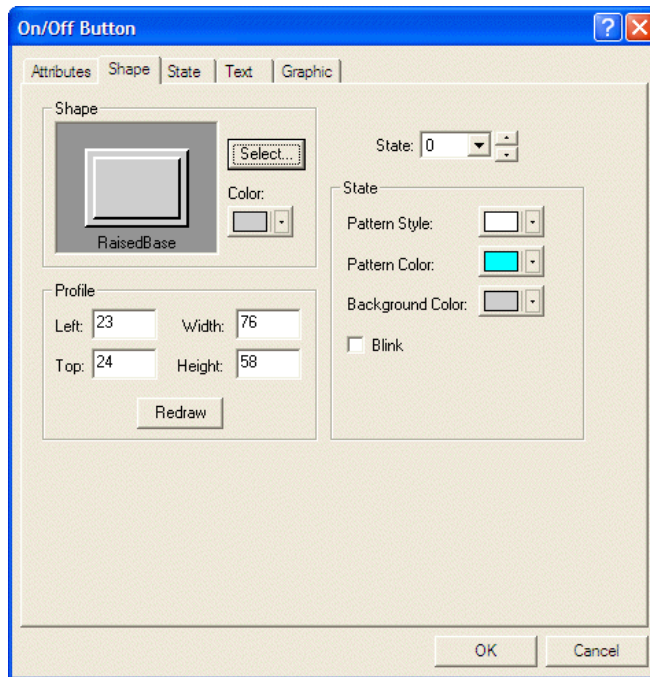 On/Off Button
Attributes Shape State Text Graphic
Shape
RaisedBase
Select...
Color:
Profile
Left: 23 Width: 76
Top: 24 Height: 58
Redraw
State: 0
State
Pattern Style:
Pattern Color:
Background Color:
Blink
OK Cancel